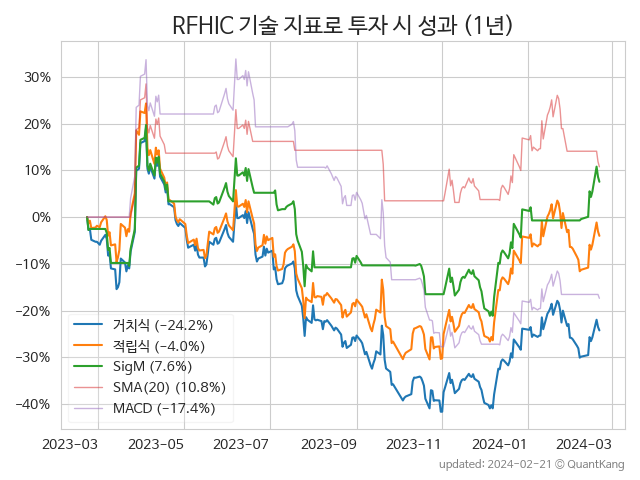 RFHIC 기술 지표로 투자 시 성과 (1년)
30%
20%
10%
0%
−10%
−20%
−30%
−40%
거치식 (−24.2%)
적립식 (−4.0%)
SigM (7.6%)
SMA(20) (10.8%)
MACD (−17.4%)
2023-03 2023-05 2023-07 2023-09 2023-11 2024-01 2024-03
updated: 2024-02-21 © QuantKang